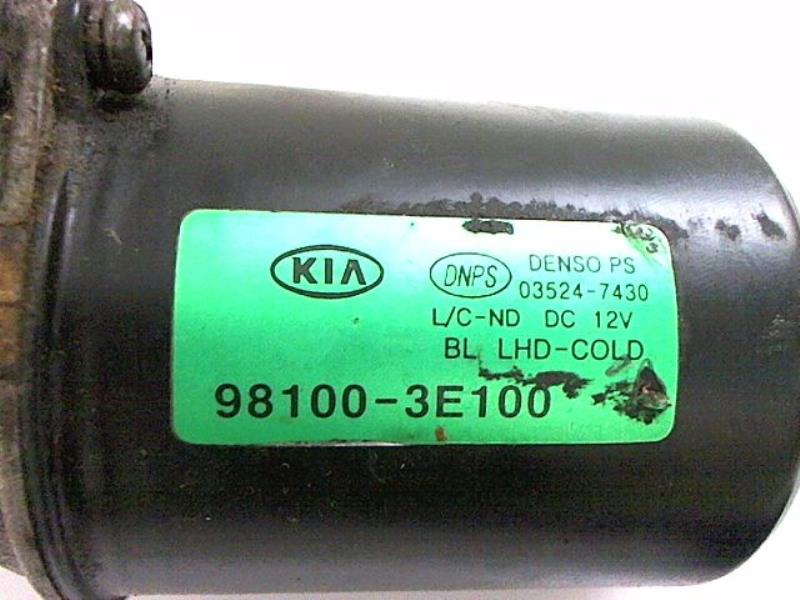 KIA
DNPS DENSO PS
03524-7430
L/C-ND DC 12V
BL LHD-COLD
98100-3E100